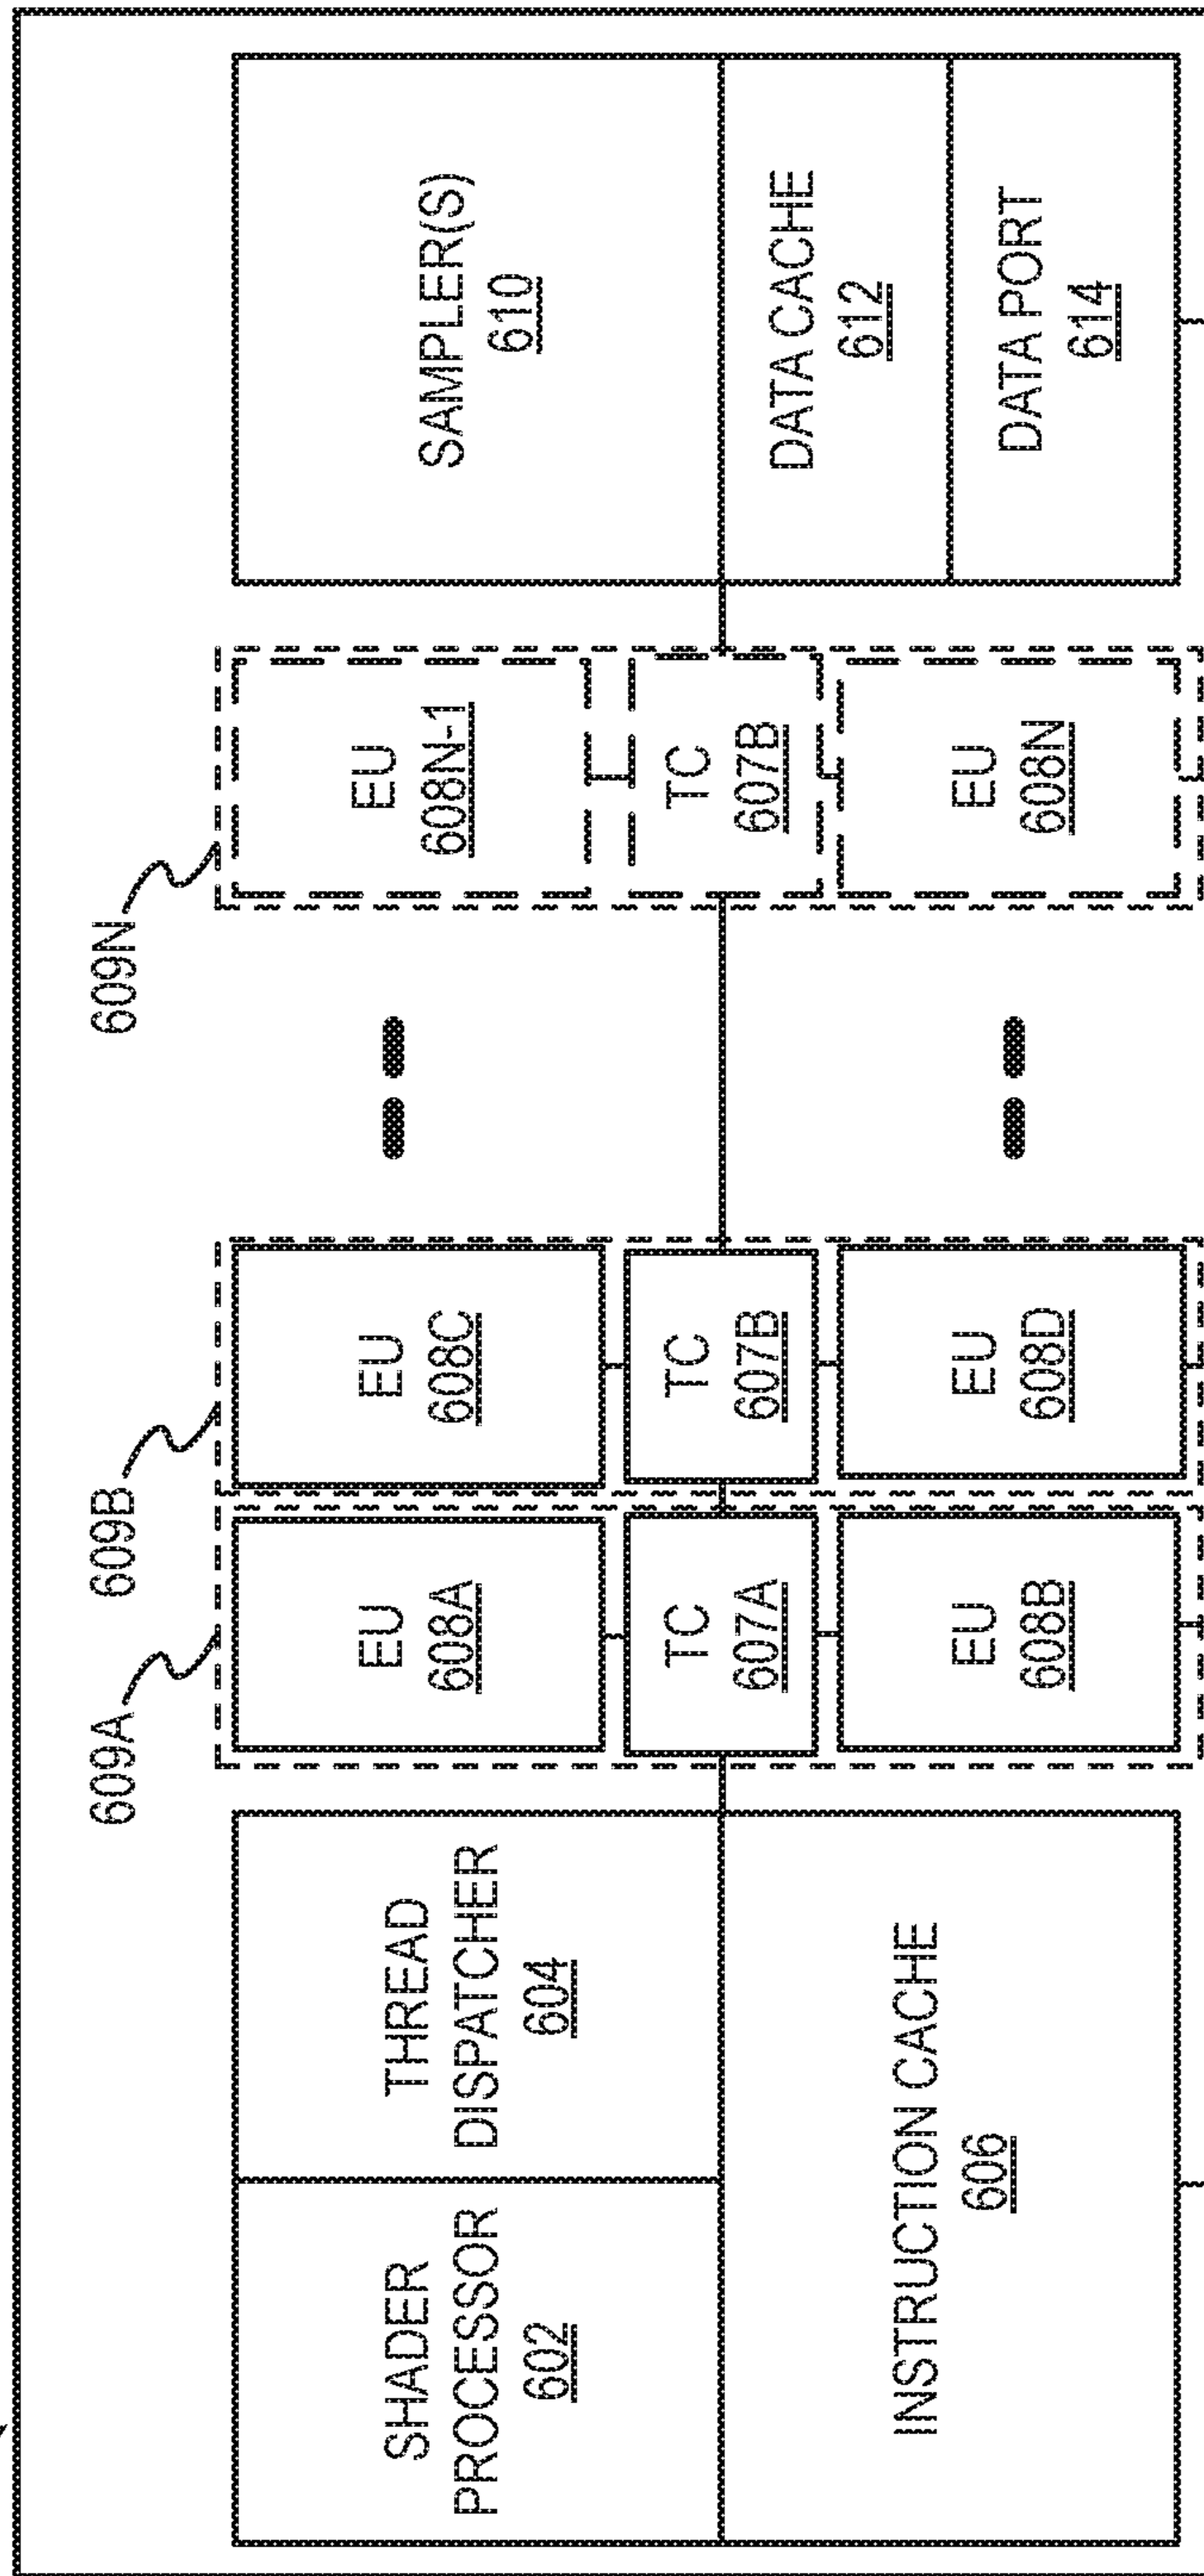 609A
609B
609N
SHADER
PROCESSOR
602
THREAD
DISPATCHER
604
INSTRUCTION CACHE
606
EU
608A
TC
607A
EU
608B
EU
608C
TC
607B
EU
608D
EU
608N-1
TC
607B
EU
608N
SAMPLER(S)
610
DATA CACHE
612
DATA PORT
614